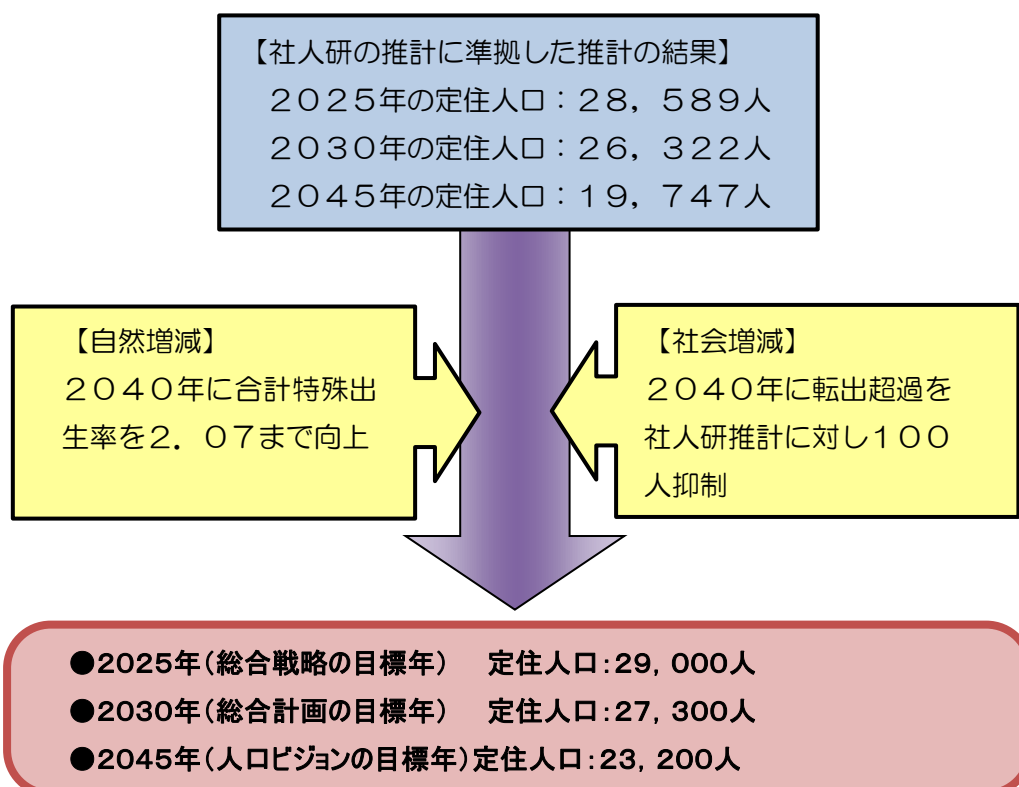 【社人研の推計に準拠した推計の結果】
２０２５年の定住人口：２８，５８９人
２０３０年の定住人口：２６，３２２人
２０４５年の定住人口：１９，７４７人
【自然増減】
２０４０年に合計特殊出
生率を２．０７まで向上
【社会増減】
２０４０年に転出超過を
社人研推計に対し１００
人抑制
●2025年（総合戦略の目標年）　定住人口：29，000人
●2030年（総合計画の目標年）　定住人口：27，300人
●2045年（人口ビジョンの目標年）定住人口：23，200人